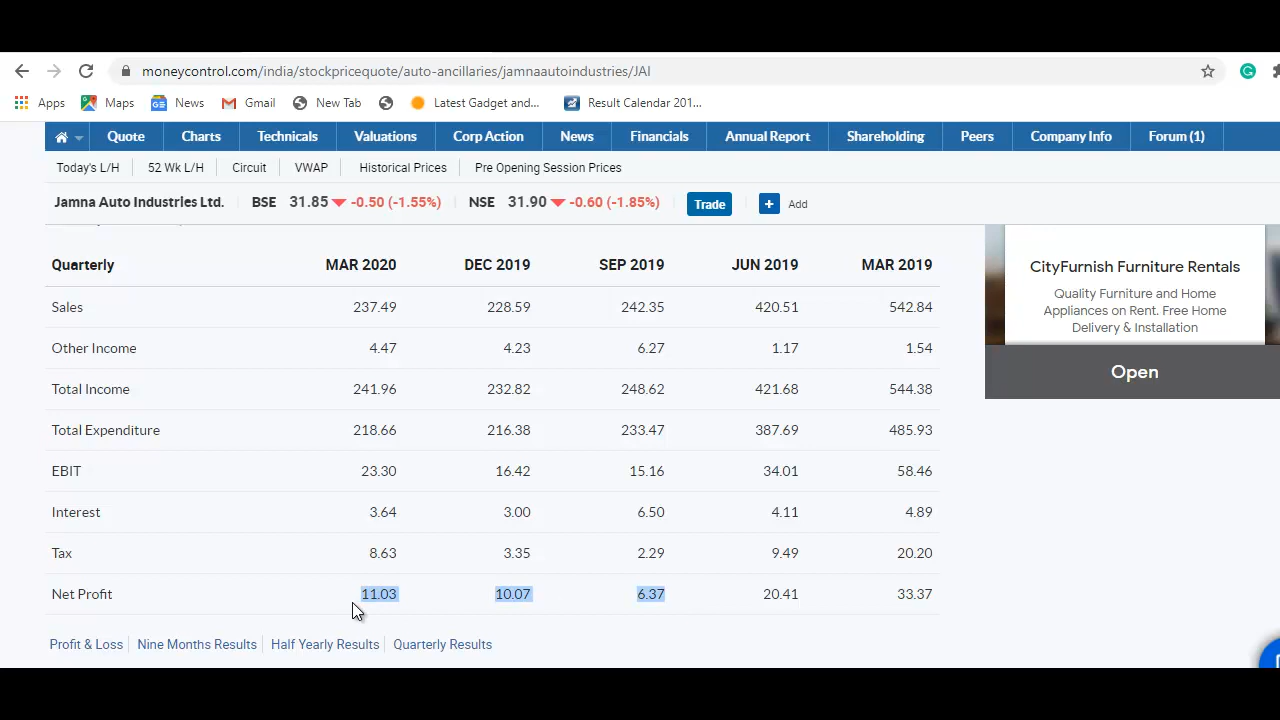 moneycontrol.com/india/stockpricequote/auto-ancillaries/jamnaautoindustries/JAI
Apps Maps News Gmail New Tab Latest Gadget and... Result Calendar 201...
Quote Charts Technicals Valuations Corp Action News Financials Annual Report Shareholding Peers Company Info Forum (1)
Today's L/H 52 Wk L/H Circuit VWAP Historical Prices Pre Opening Session Prices
Jamna Auto Industries Ltd. BSE 31.85 -0.50 (-1.55%) NSE 31.90 -0.60 (-1.85%) Trade + Add
Quarterly MAR 2020 DEC 2019 SEP 2019 JUN 2019 MAR 2019
Sales 237.49 228.59 242.35 420.51 542.84
Other Income 4.47 4.23 6.27 1.17 1.54
Total Income 241.96 232.82 248.62 421.68 544.38
Total Expenditure 218.66 216.38 233.47 387.69 485.93
EBIT 23.30 16.42 15.16 34.01 58.46
Interest 3.64 3.00 6.50 4.11 4.89
Tax 8.63 3.35 2.29 9.49 20.20
Net Profit 11.03 10.07 6.37 20.41 33.37
Profit & Loss Nine Months Results Half Yearly Results Quarterly Results
CityFurnish Furniture Rentals
Quality Furniture and Home
Appliances on Rent. Free Home
Delivery & Installation
Open